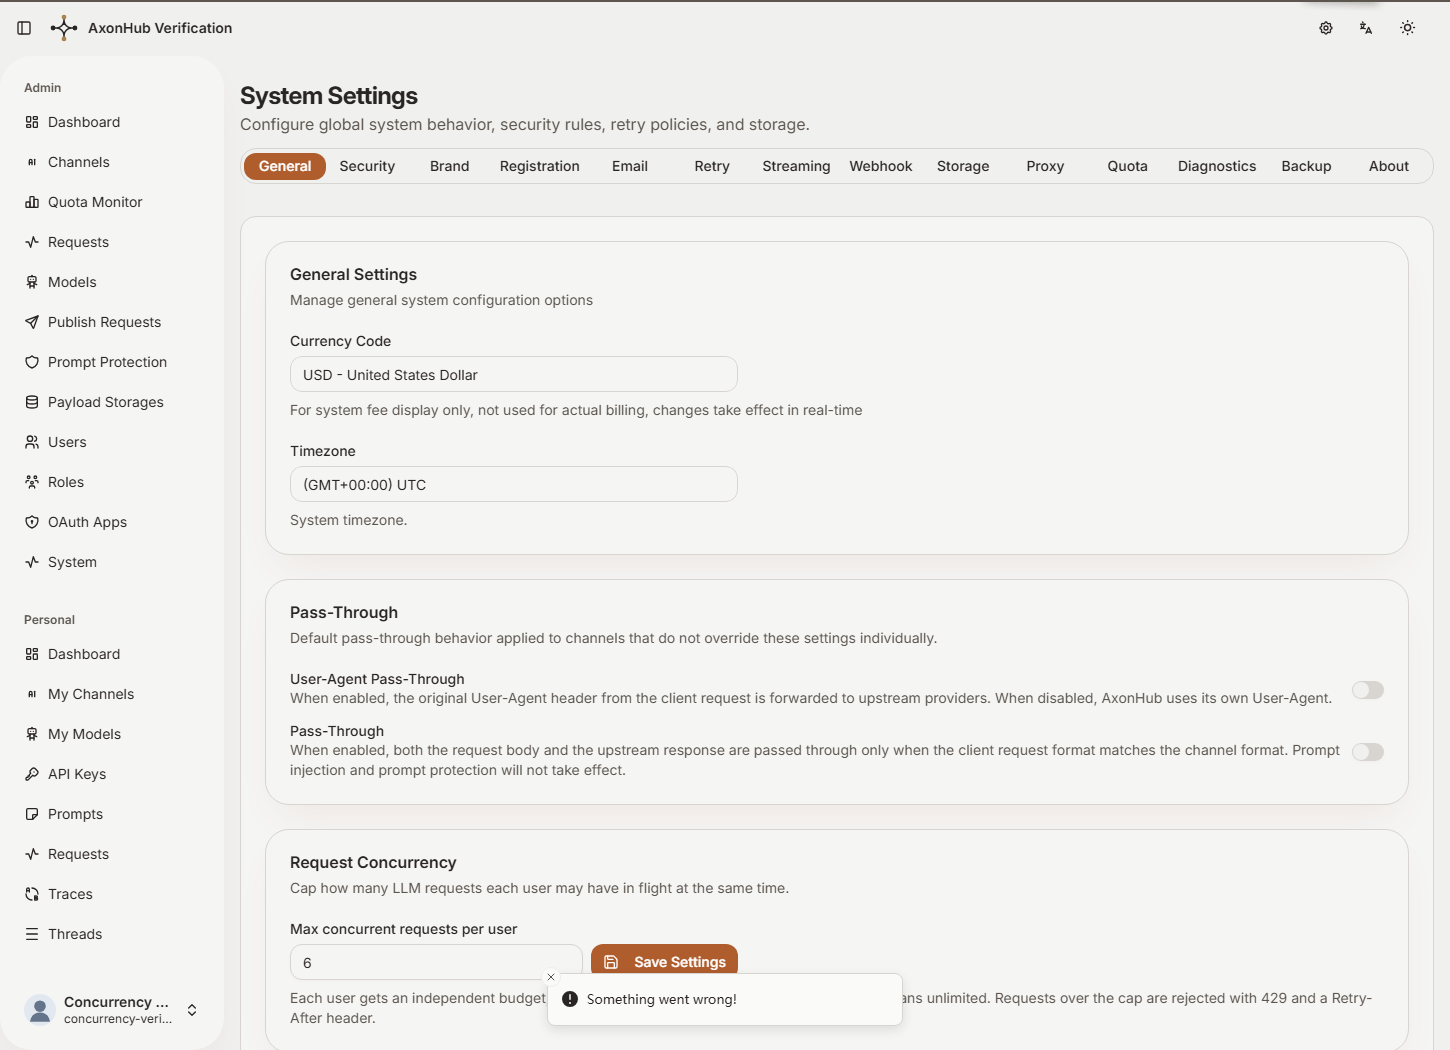 AxonHub Verification
Admin
Dashboard
Channels
Quota Monitor
Requests
Models
Publish Requests
Prompt Protection
Payload Storages
Users
Roles
OAuth Apps
System
Personal
Dashboard
My Channels
My Models
API Keys
Prompts
Requests
Traces
Threads
Concurrency ...
concurrency-veri...
System Settings
Configure global system behavior, security rules, retry policies, and storage.
General Security Brand Registration Email Retry Streaming Webhook Storage Proxy Quota Diagnostics Backup About
General Settings
Manage general system configuration options
Currency Code
USD - United States Dollar
For system fee display only, not used for actual billing, changes take effect in real-time
Timezone
(GMT+00:00) UTC
System timezone.
Pass-Through
Default pass-through behavior applied to channels that do not override these settings individually.
User-Agent Pass-Through
When enabled, the original User-Agent header from the client request is forwarded to upstream providers. When disabled, AxonHub uses its own User-Agent.
Pass-Through
When enabled, both the request body and the upstream response are passed through only when the client request format matches the channel format. Prompt
injection and prompt protection will not take effect.
Request Concurrency
Cap how many LLM requests each user may have in flight at the same time.
Max concurrent requests per user
6
Save Settings
Something went wrong!
Each user gets an independent budget ans unlimited. Requests over the cap are rejected with 429 and a Retry-
After header.